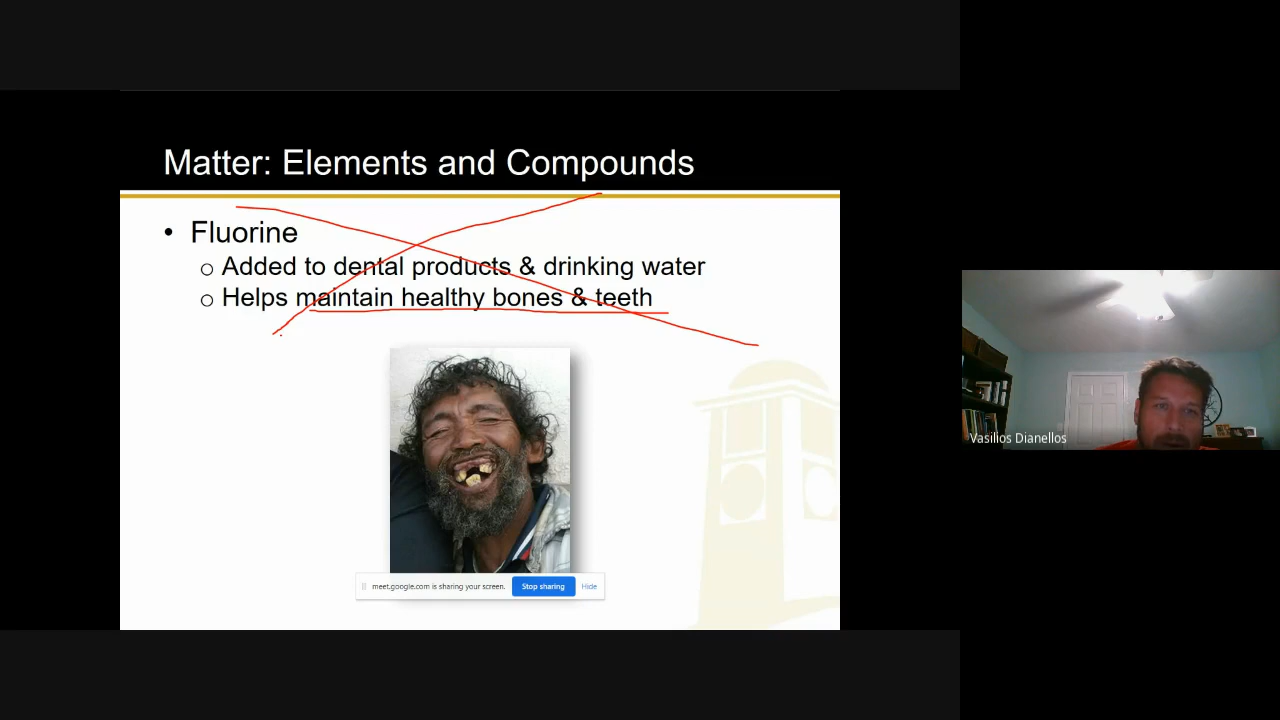 Matter: Elements and Compounds
• Fluorine
o Added to dental products & drinking water
o Helps maintain healthy bones & teeth
meet.google.com is sharing your screen. Stop sharing Hide
Vasilios Dianellos